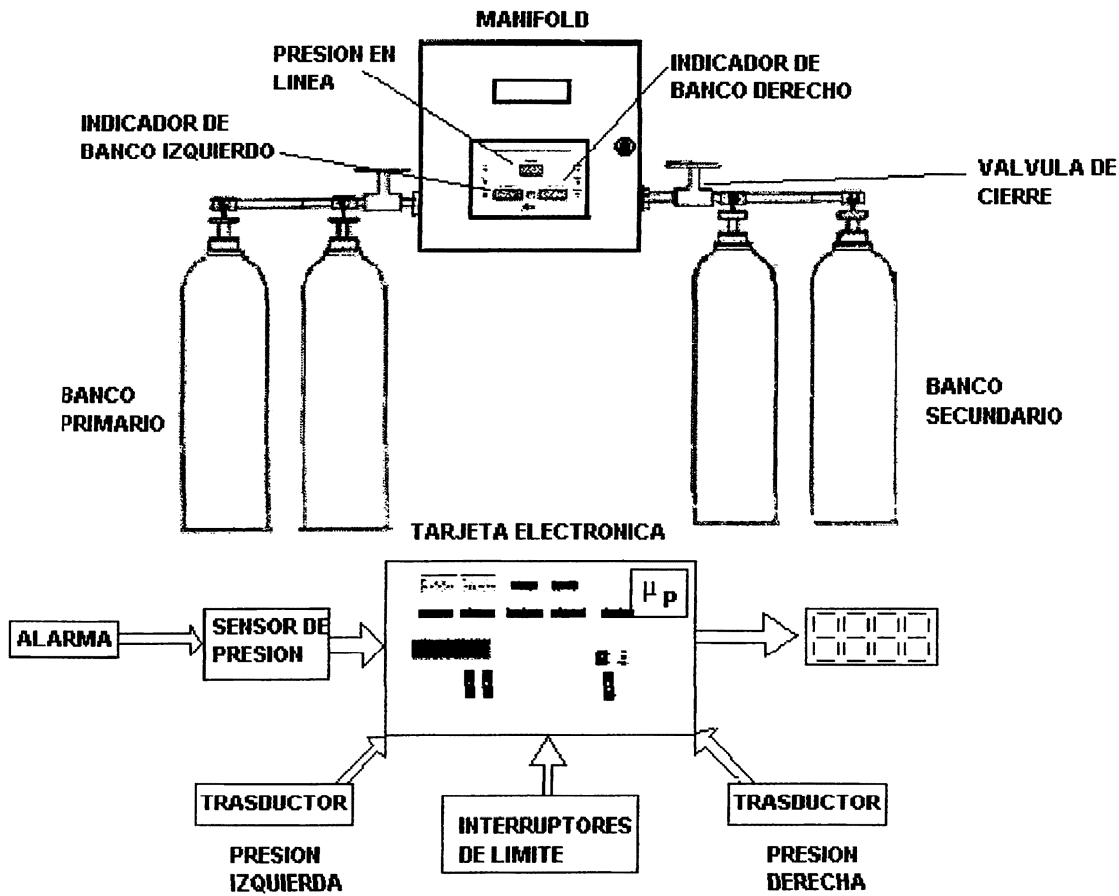 MANIFOLD
PRESION EN
LINEA
INDICADOR DE
BANCO DERECHO
INDICADOR DE
BANCO IZQUIERDO
VALVULA DE
CIERRE
BANCO
PRIMARIO
BANCO
SECUNDARIO
TARJETA ELECTRONICA
μP
ALARMA
SENSOR DE
PRESION
TRASDUCTOR
INTERRUPTORES
DE LIMITE
TRASDUCTOR
PRESION
IZQUIERDA
PRESION
DERECHA